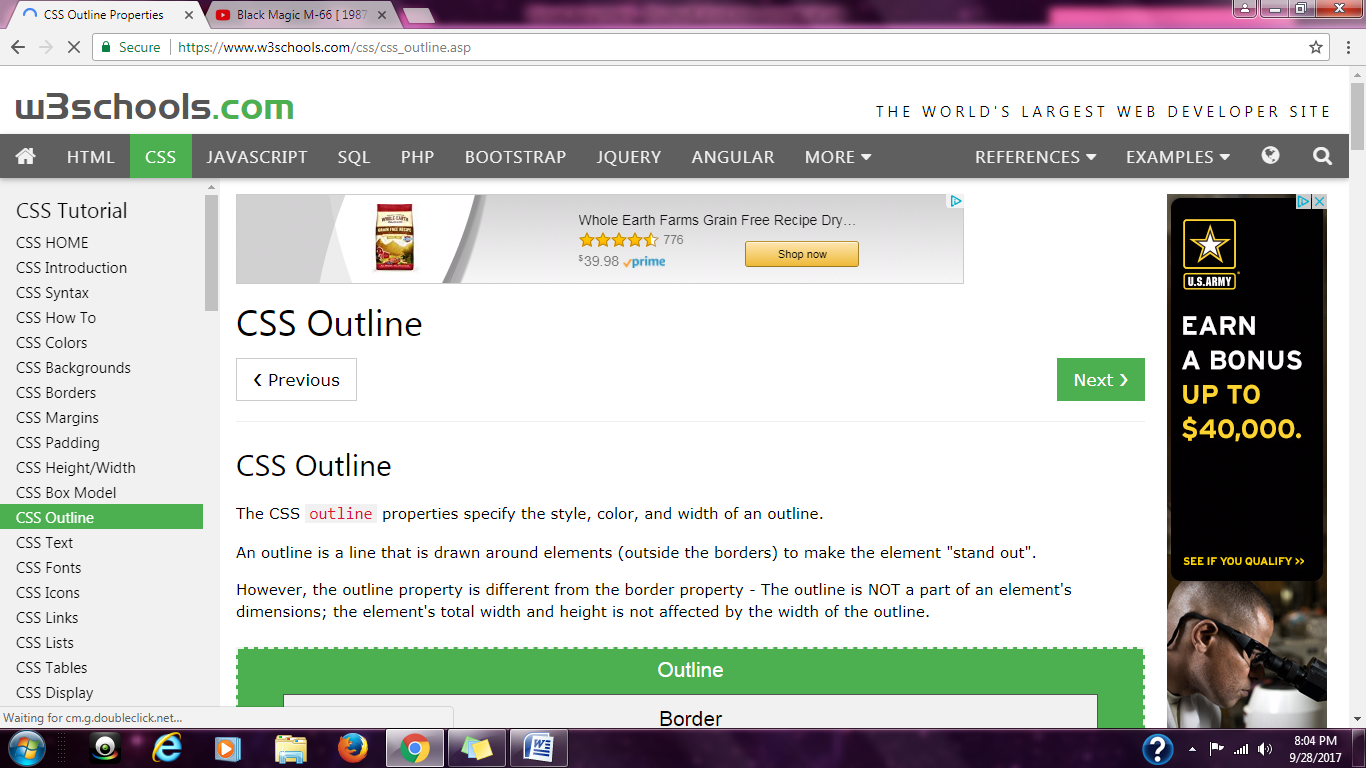 CSS Outline Properties
Black Magic M-66 [ 1987
Secure
https://www.w3schools.com/css/css_outline.asp
w3schools.com
THE WORLD'S LARGEST WEB DEVELOPER SITE
HTML CSS JAVASCRIPT SQL PHP BOOTSTRAP JQUERY ANGULAR MORE REFERENCES EXAMPLES
CSS Tutorial
CSS HOME
CSS Introduction
CSS Syntax
CSS How To
CSS Colors
CSS Backgrounds
CSS Borders
CSS Margins
CSS Padding
CSS Height/Width
CSS Box Model
CSS Outline
CSS Text
CSS Fonts
CSS Icons
CSS Links
CSS Lists
CSS Tables
CSS Display
Whole Earth Farms Grain Free Recipe Dry…
776
$39.98 prime
Shop now
CSS Outline
❮ Previous
Next ❯
CSS Outline
The CSS outline properties specify the style, color, and width of an outline.
An outline is a line that is drawn around elements (outside the borders) to make the element "stand out".
However, the outline property is different from the border property - The outline is NOT a part of an element's
dimensions; the element's total width and height is not affected by the width of the outline.
Outline
Border
U.S.ARMY
EARN
A BONUS
UP TO
$40,000.
SEE IF YOU QUALIFY >>
Waiting for cm.g.doubleclick.net...
8:04 PM
9/28/2017